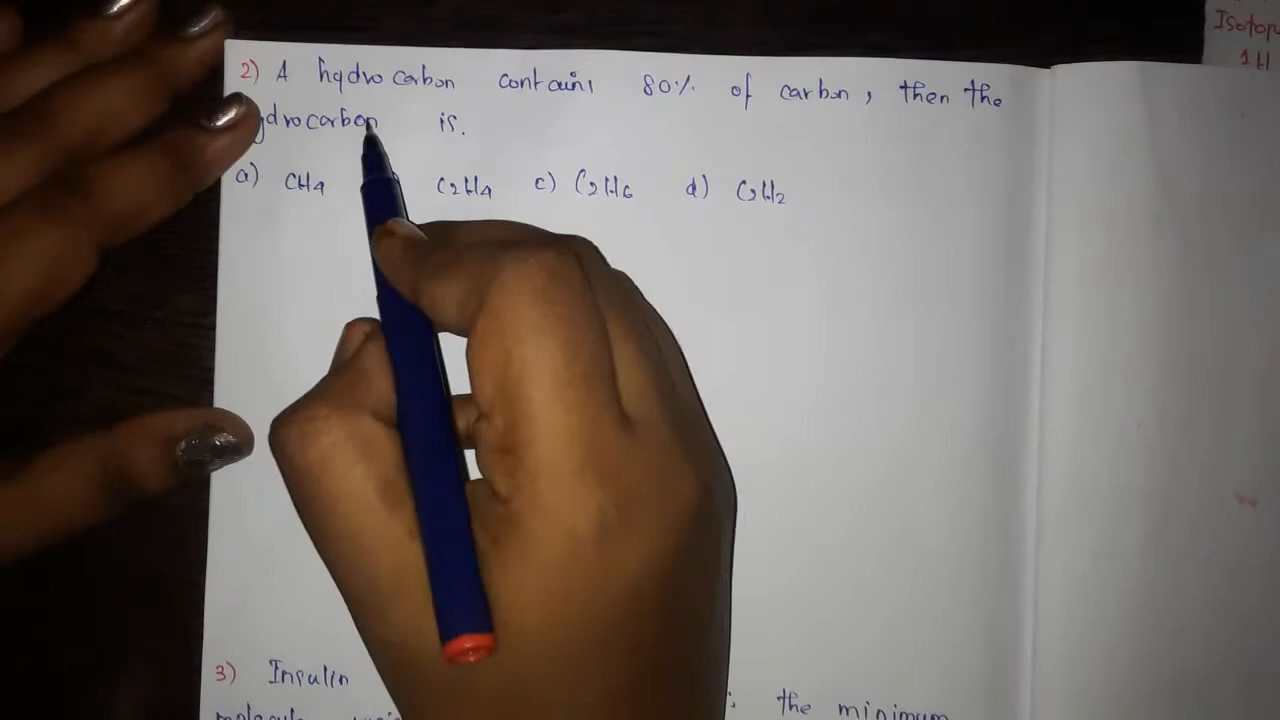 2) A hydrocarbon contains 80% of carbon, then the
hydrocarbon is.
a) CH4 C2H4 c) C2H6 d) C2H2
3) Insulin
the minimum
Isotop
1H